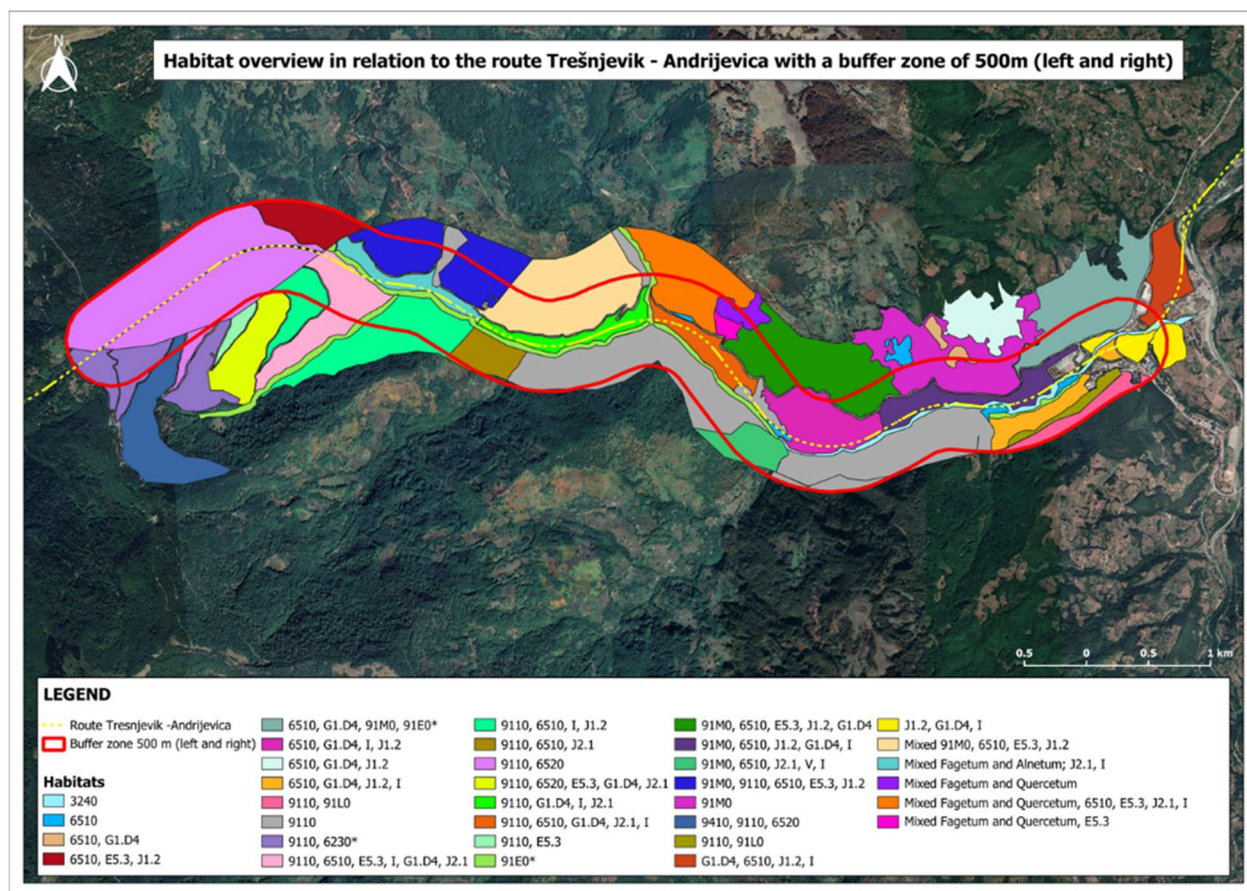 Habitat overview in relation to the route Trešnjevik - Andrijevica with a buffer zone of 500m (left and right)
N
0.5 0 0.5 1 km
LEGEND
Route Tresnjevik -Andrijevica
Buffer zone 500 m (left and right)
Habitats
3240
6510
6510, G1.D4
6510, E5.3, J1.2
6510, G1.D4, 91M0, 91E0*
6510, G1.D4, I, J1.2
6510, G1.D4, J1.2
6510, G1.D4, J1.2, I
9110, 91L0
9110
9110, 6230*
9110, 6510, E5.3, I, G1.D4, J2.1
9110, 6510, I, J1.2
9110, 6510, J2.1
9110, 6520
9110, 6520, E5.3, G1.D4, J2.1
9110, G1.D4, I, J2.1
9110, 6510, G1.D4, J2.1, I
9110, E5.3
91E0*
91M0, 6510, E5.3, J1.2, G1.D4
91M0, 6510, J1.2, G1.D4, I
91M0, 6510, J2.1, V, I
91M0, 9110, 6510, E5.3, J1.2
91M0
9410, 9110, 6520
9110, 91L0
G1.D4, 6510, J1.2, I
J1.2, G1.D4, I
Mixed 91M0, 6510, E5.3, J1.2
Mixed Fagetum and Alnetum; J2.1, I
Mixed Fagetum and Quercetum
Mixed Fagetum and Quercetum, 6510, E5.3, J2.1, I
Mixed Fagetum and Quercetum, E5.3